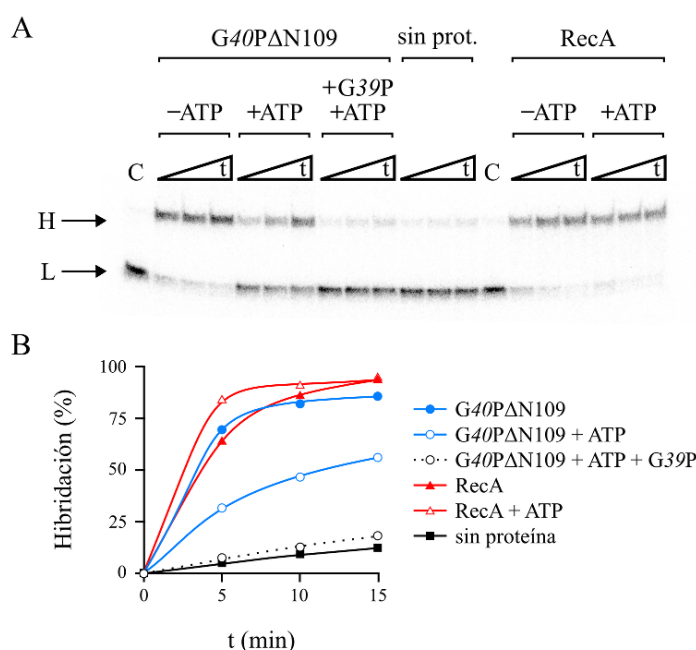 A
G40PΔN109 sin prot. RecA
+G39P
−ATP +ATP +ATP −ATP +ATP
C t t t t C t t
H
L
B
100
75
50
25
0
0 5 10 15
Hibridación (%)
t (min)
G40PΔN109
G40PΔN109 + ATP
G40PΔN109 + ATP + G39P
RecA
RecA + ATP
sin proteína